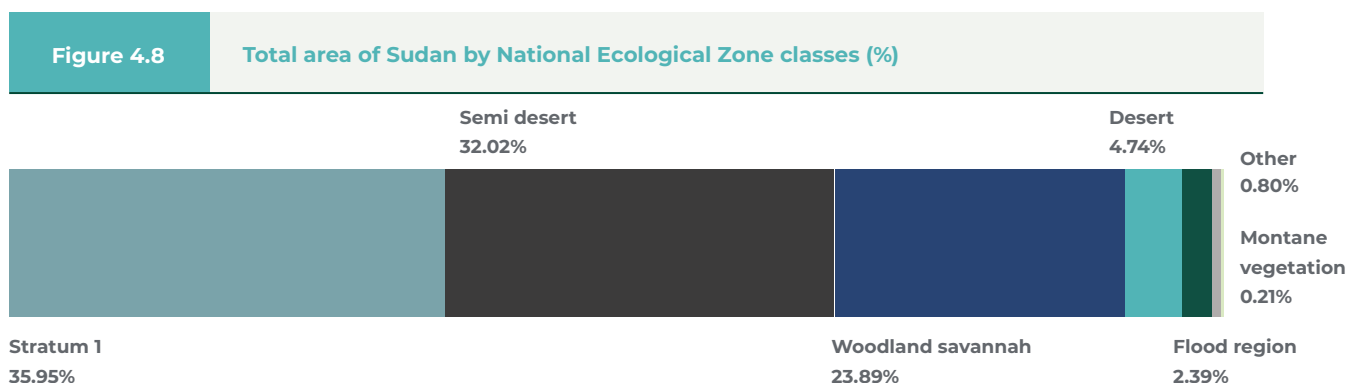 Figure 4.8
Total area of Sudan by National Ecological Zone classes (%)
Semi desert
32.02%
Desert
4.74%
Other
0.80%
Montane
vegetation
0.21%
Stratum 1
35.95%
Woodland savannah
23.89%
Flood region
2.39%